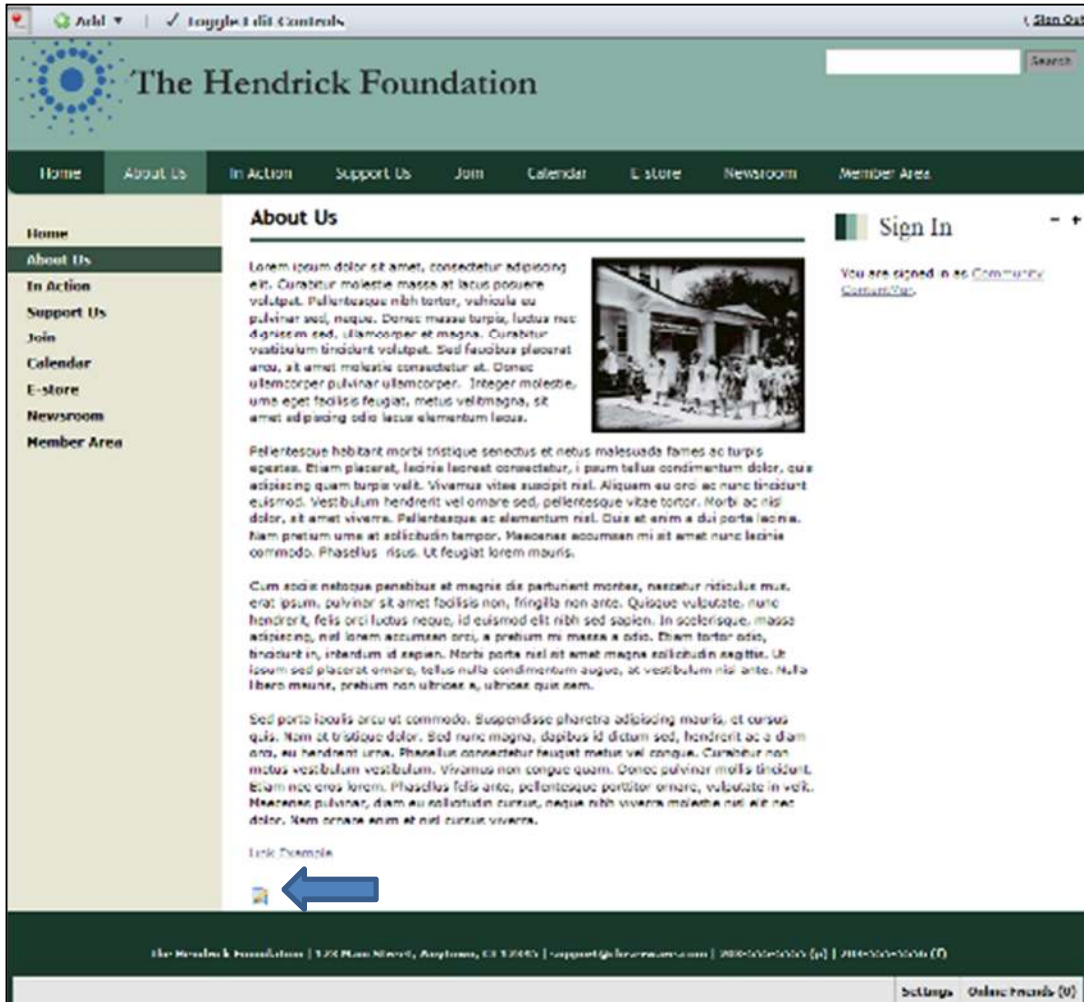 Add
Toggle Edit Controls
Sign Out
The Hendrick Foundation
Search
Home About Us In Action Support Us Join Calendar E-store Newsroom Member Area
Home
About Us
In Action
Support Us
Join
Calendar
E-store
Newsroom
Member Area
About Us
Lorem ipsum dolor sit amet, consectetur adipiscing
elit. Curabitur molestie massa at lacus posuere
volutpat. Pellentesque nibh tortor, vehicula eu
pulvinar sed, neque. Donec massa turpis, luctus nec
dignissim sed, ullamcorper et magna. Curabitur
vestibulum tincidunt volutpat. Sed faucibus placerat
arcu, sit amet molestie consectetur at. Donec
ullamcorper pulvinar ullamcorper. Integer molestie,
urna eget facilisis feugiat, metus velitmagna, sit
amet adipiscing odio lacus elementum lacus.
Pellentesque habitant morbi tristique senectus et netus malesuada fames ac turpis
egestas. Etiam placerat, lacinia laoreet consectetur, i psum tellus condimentum dolor, quis
adipiscing quam turpis velit. Vivamus vitae suscipit nisl. Aliquam eu orci ac nunc tincidunt
euismod. Vestibulum hendrerit vel ornare sed, pellentesque vitae tortor. Morbi ac nisl
dolor, sit amet viverra. Pellentesque ac elementum nisl. Duis et enim a dui porta lacinia.
Nam pretium urna at sollicitudin tempor. Maecenas accumsan mi sit amet nunc lacinia
commodo. Phasellus risus. Ut feugiat lorem mauris.
Cum sociis natoque penatibus et magnis dis parturient montes, nascetur ridiculus mus.
erat ipsum, pulvinar sit amet facilisis non, fringilla non ante. Quisque vulputate, nunc
hendrerit, felis orci luctus neque, id euismod elit nibh sed sapien. In scelerisque, massa
adipiscing, nisl lorem accumsan orci, a pretium mi massa a odio. Etiam tortor odio,
tincidunt in, interdum id sapien. Morbi porta nisl sit amet magna sollicitudin sagittis. Ut
ipsum sed placerat ornare, tellus nulla condimentum augue, at vestibulum nisl ante. Nulla
libero mauris, pretium non ultrices a, ultrices quis sem.
Sed porta iaculis arcu ut commodo. Suspendisse pharetra adipiscing mauris, et cursus
quis. Nam at tristique dolor. Sed nunc magna, dapibus id dictum sed, hendrerit ac a diam
orci, eu hendrerit urna. Phasellus consectetur feugiat metus vel congue. Curabitur non
metus vestibulum vestibulum. Vivamus non congue quam. Donec pulvinar mollis tincidunt.
Etiam nec eros lorem. Phasellus felis ante, pellentesque porttitor ornare, vulputate in velit.
Maecenas pulvinar, diam eu sollicitudin cursus, neque nibh viverra molestie nisl elit nec
dolor. Nam ornare enim et nisl cursus viverra.
Link Example
Sign In - +
You are signed in as Community
The Hendrick Foundation | 123 Main Street, Anytown, CT 12345 |
Settings Online Friends (0)